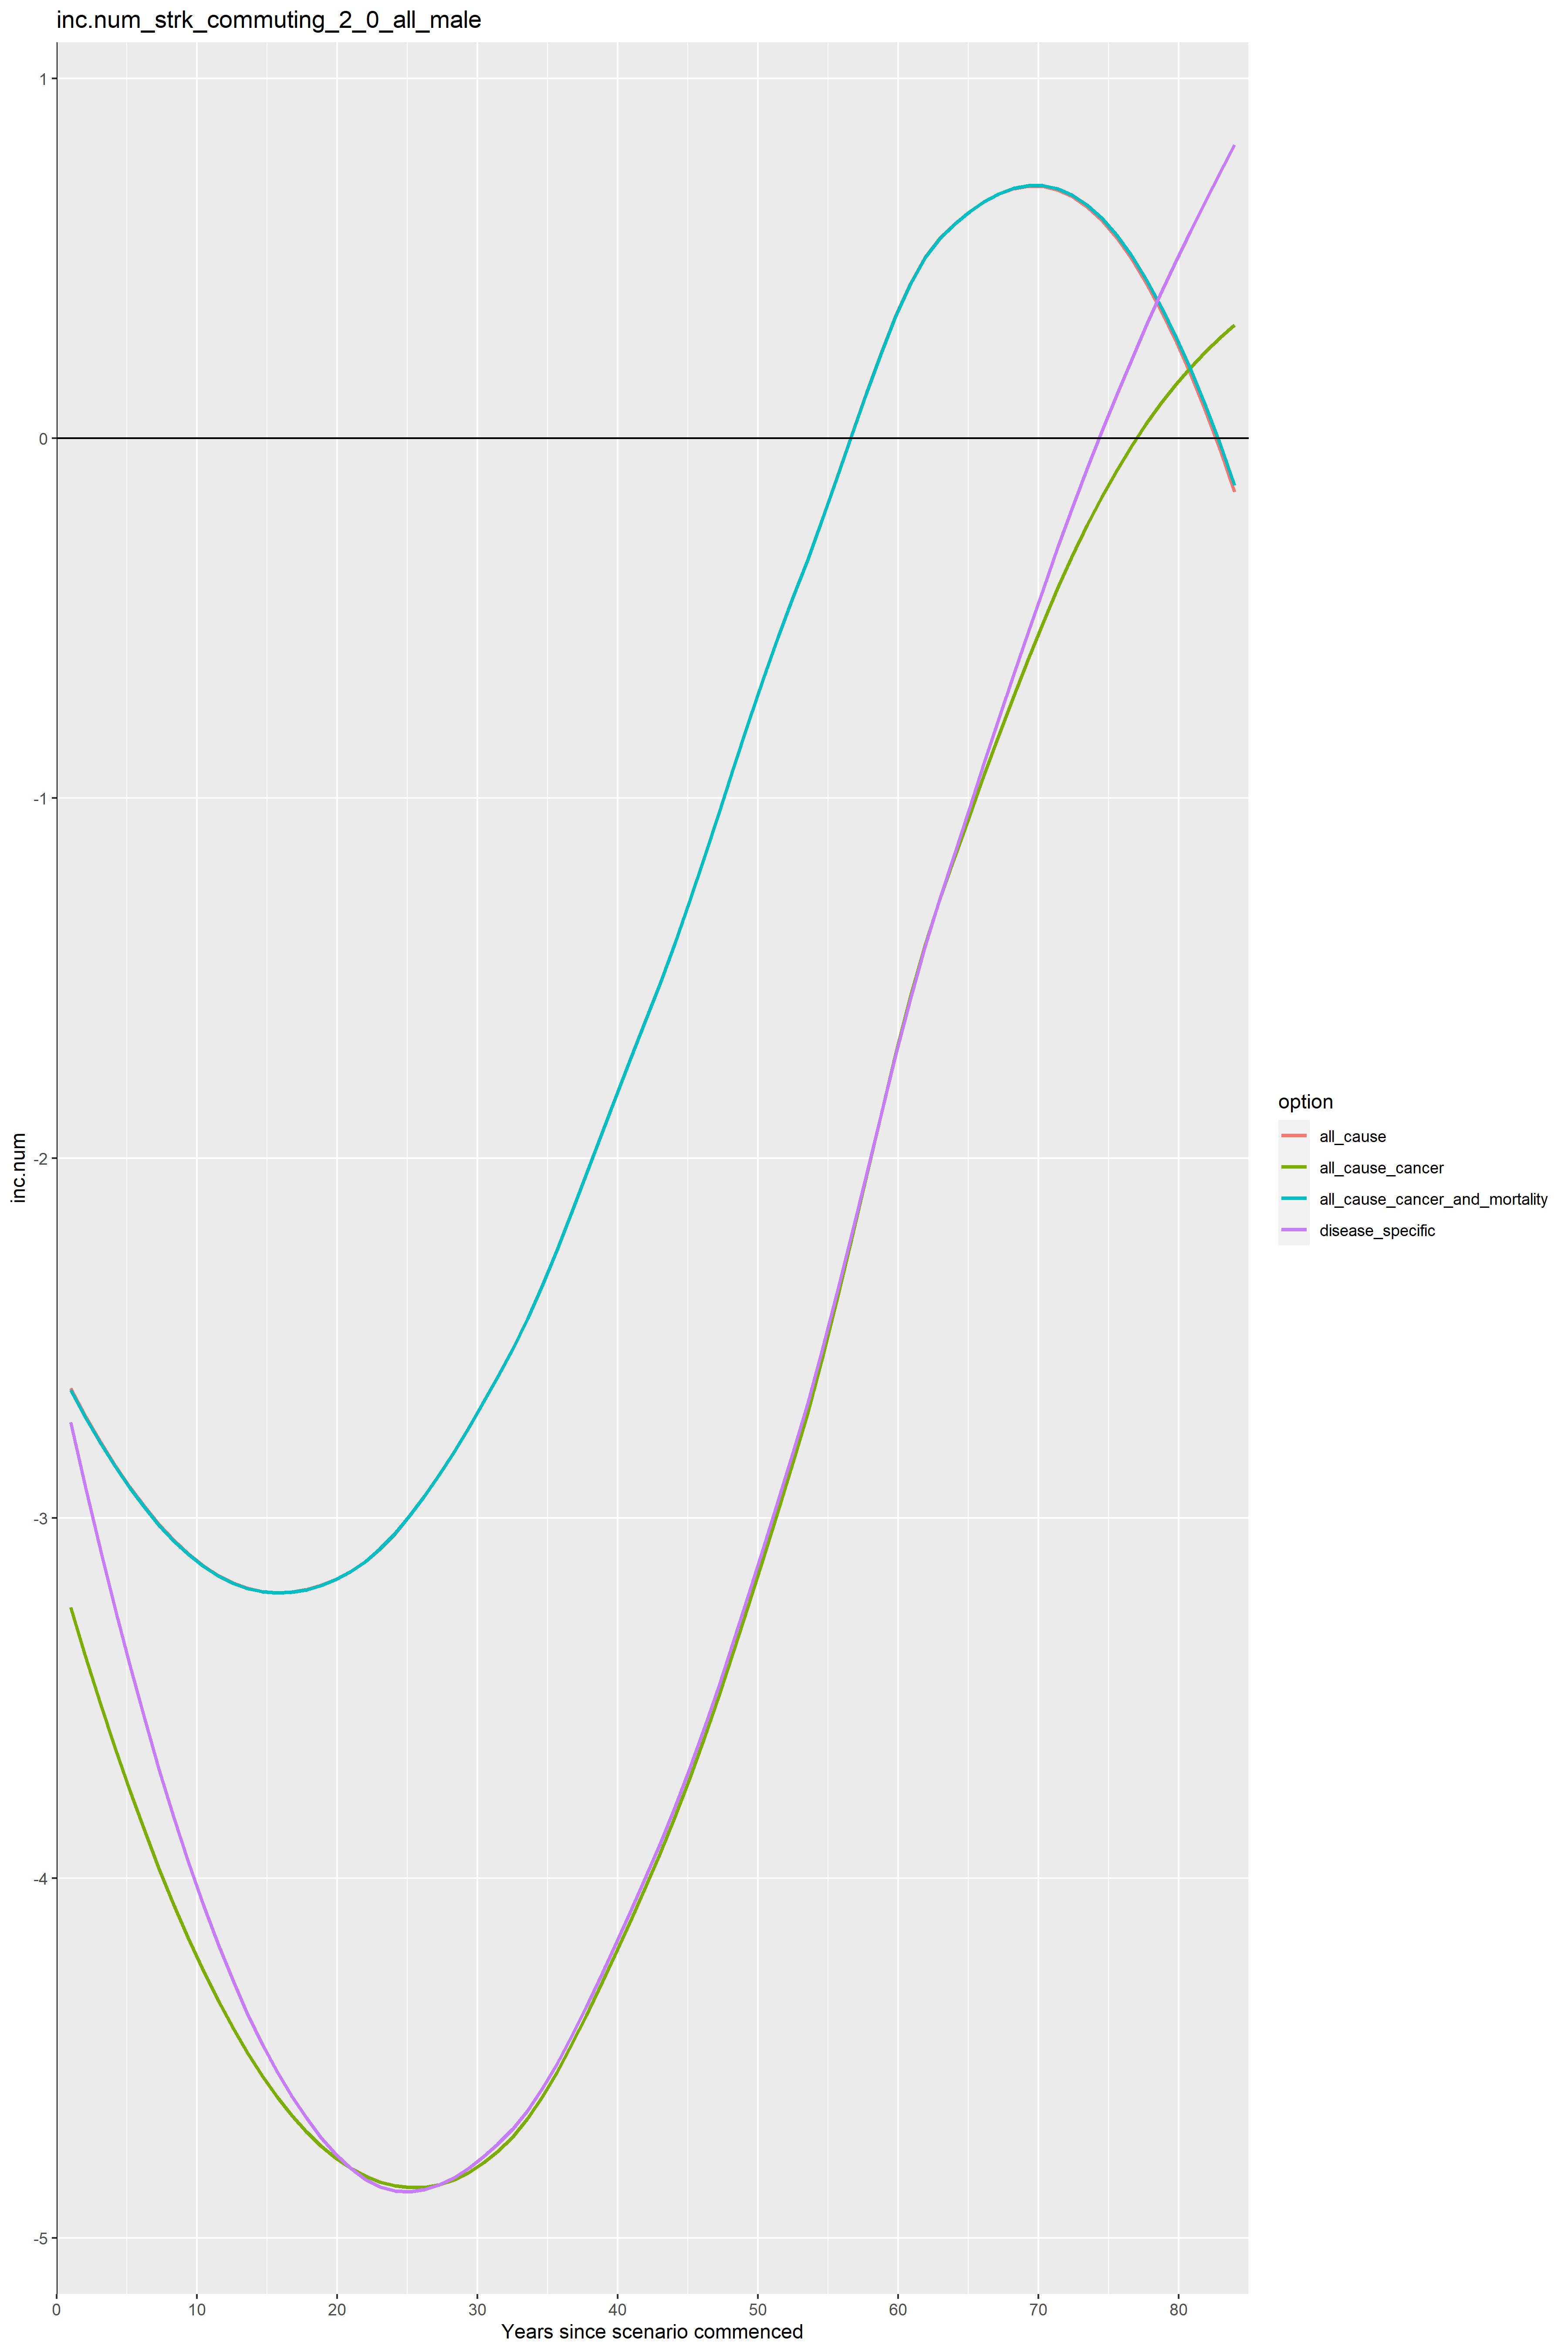 inc.num_strk_commuting_2_0_all_male
1
0
-1
-2
-3
-4
-5
inc.num
0 10 20 30 40 50 60 70 80
Years since scenario commenced
option
all_cause
all_cause_cancer
all_cause_cancer_and_mortality
disease_specific